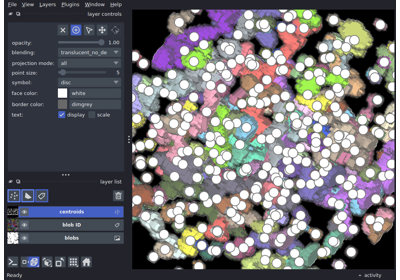 File View Layers Plugins Window Help
layer controls
opacity: 1.00
blending: translucent_no_de
projection mode: all
point size: 5
symbol: disc
face color: white
border color: dimgrey
text: display scale
layer list
centroids
blob ID
blobs
Ready activity